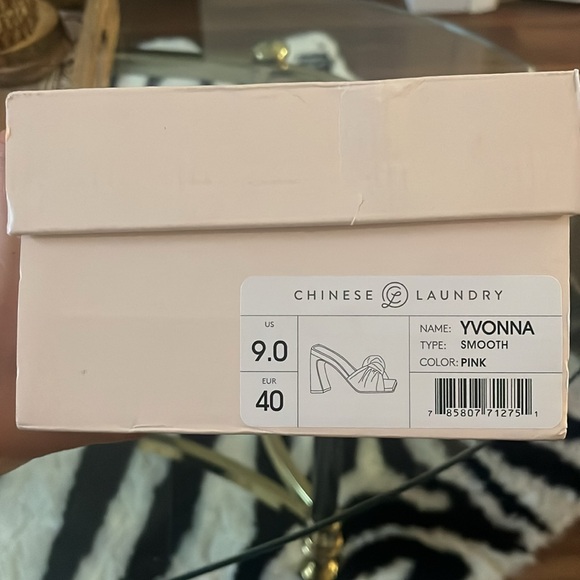 CHINESE LAUNDRY
US
9.0
EUR
40
NAME: YVONNA
TYPE: SMOOTH
COLOR: PINK
7 85807 71275 1